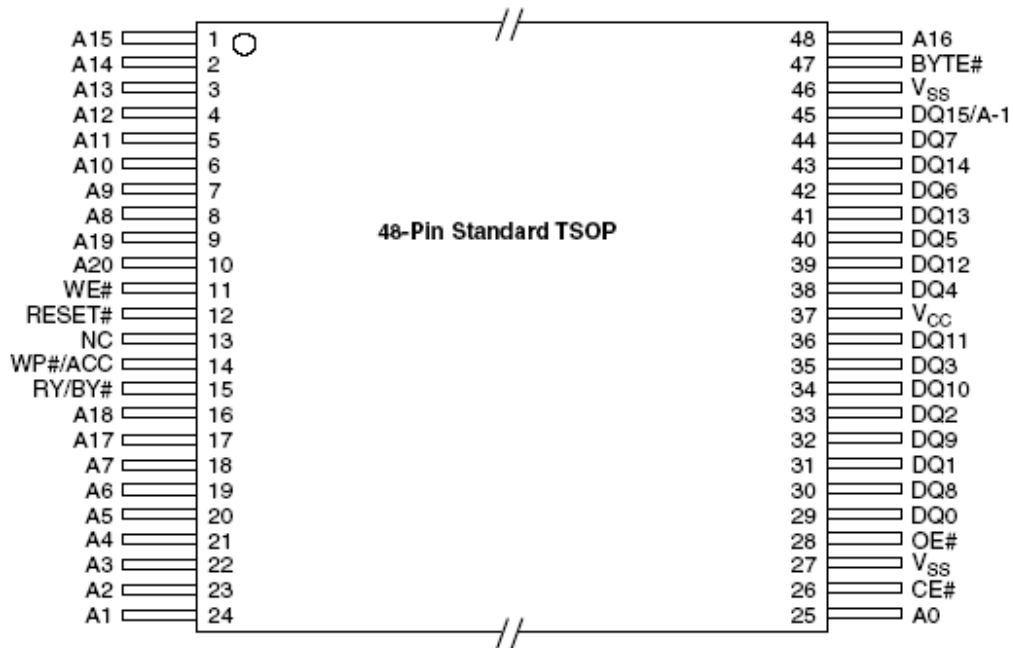 A15 1 48 A16
A14 2 47 BYTE#
A13 3 46 VSS
A12 4 45 DQ15/A-1
A11 5 44 DQ7
A10 6 43 DQ14
A9 7 42 DQ6
A8 8 41 DQ13
48-Pin Standard TSOP
A19 9 40 DQ5
A20 10 39 DQ12
WE# 11 38 DQ4
RESET# 12 37 VCC
NC 13 36 DQ11
WP#/ACC 14 35 DQ3
RY/BY# 15 34 DQ10
A18 16 33 DQ2
A17 17 32 DQ9
A7 18 31 DQ1
A6 19 30 DQ8
A5 20 29 DQ0
A4 21 28 OE#
A3 22 27 VSS
A2 23 26 CE#
A1 24 25 A0